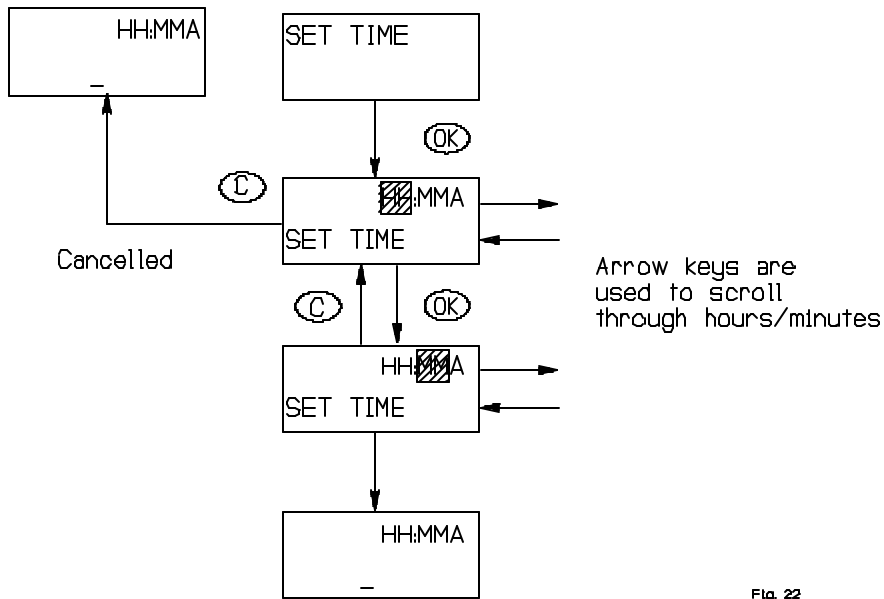 HH:MMA
_
SET TIME
OK
C
HH:MMA
SET TIME
Cancelled
Arrow keys are
used to scroll
through hours/minutes
C
OK
HH:MMA
SET TIME
HH:MMA
_
Fig. 22